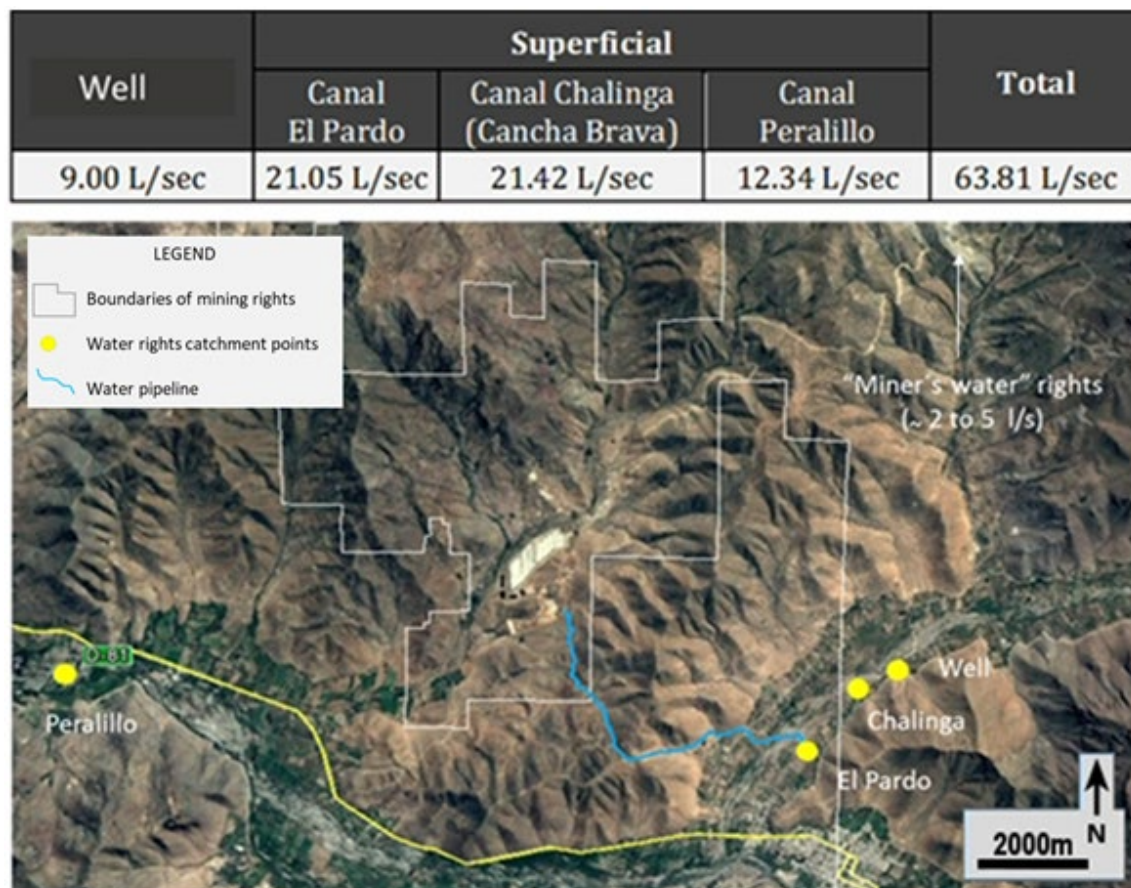 Well
Superficial
Total
Canal
El Pardo
Canal Chalinga
(Cancha Brava)
Canal
Peralillo
9.00 L/sec
21.05 L/sec
21.42 L/sec
12.34 L/sec
63.81 L/sec
LEGEND
Boundaries of mining rights
Water rights catchment points
Water pipeline
"Miner´s water" rights
(~ 2 to 5 l/s)
Peralillo
Well
Chalinga
El Pardo
2000m
N